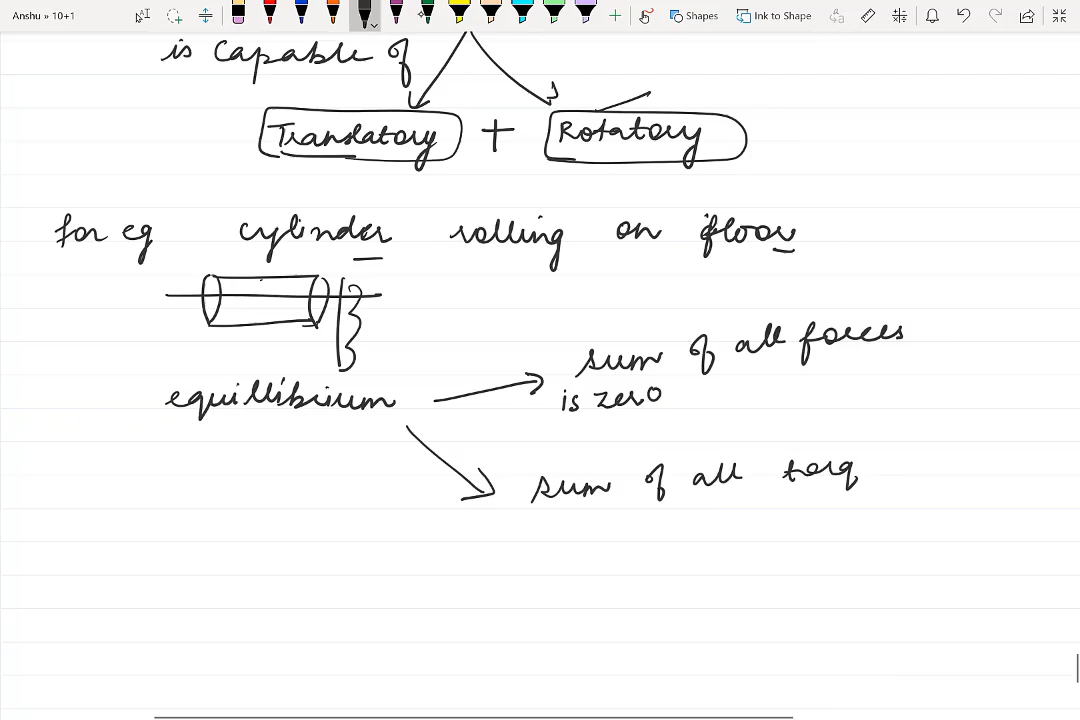 Anshu » 10+1
Shapes
Ink to Shape
is capable of
Translatory + Rotatory
for eg cylinder rolling on floor
equillibium
sum of all forces
is zero
sum of all torq